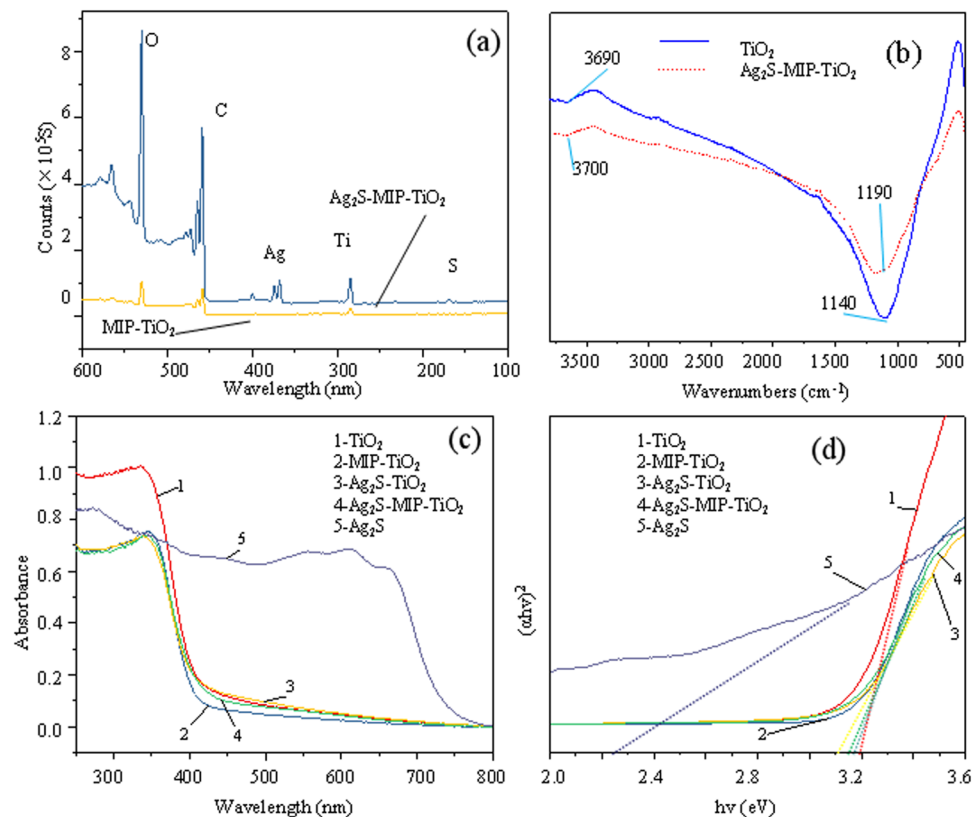 (a)
O
C
Ag
Ti
S
Ag₂S-MIP-TiO₂
MIP-TiO₂
Counts (× 10⁻⁵S)
8
6
4
2
0
600
500
400
300
200
100
Wavelength (nm)
(b)
TiO₂
Ag₂S-MIP-TiO₂
3690
3700
1190
1140
3500
3000
2500
2000
1500
1000
500
Wavenumbers (cm⁻¹)
(c)
1-TiO₂
2-MIP-TiO₂
3-Ag₂S-TiO₂
4-Ag₂S-MIP-TiO₂
5-Ag₂S
1
5
3
2
4
Absorbance
1.2
1.0
0.8
0.6
0.4
0.2
0.0
300
400
500
600
700
800
Wavelength (nm)
(d)
1-TiO₂
2-MIP-TiO₂
3-Ag₂S-TiO₂
4-Ag₂S-MIP-TiO₂
5-Ag₂S
1
5
4
3
2
(αhν)²
2.0
2.4
2.8
3.2
3.6
hν (eV)